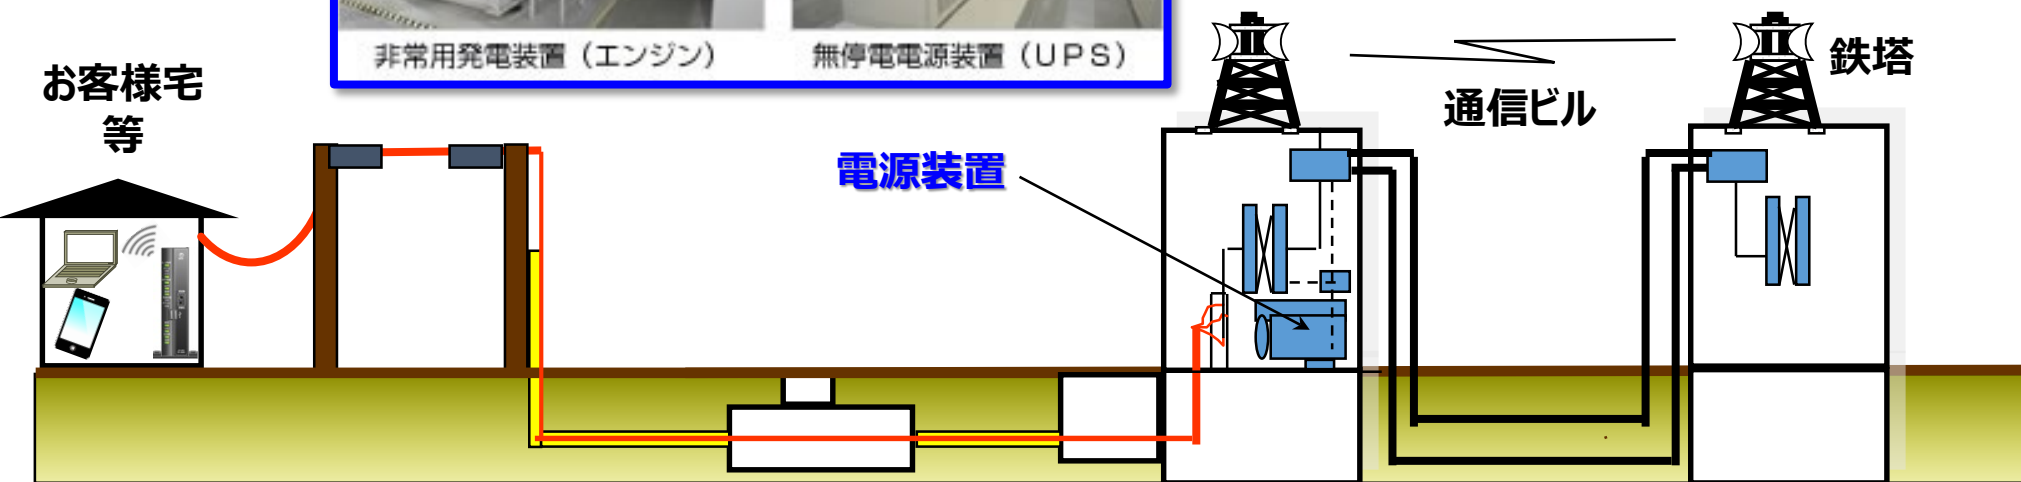 非常用発電装置（エンジン）
無停電電源装置（ＵＰＳ）
お客様宅
等
鉄塔
通信ビル
電源装置